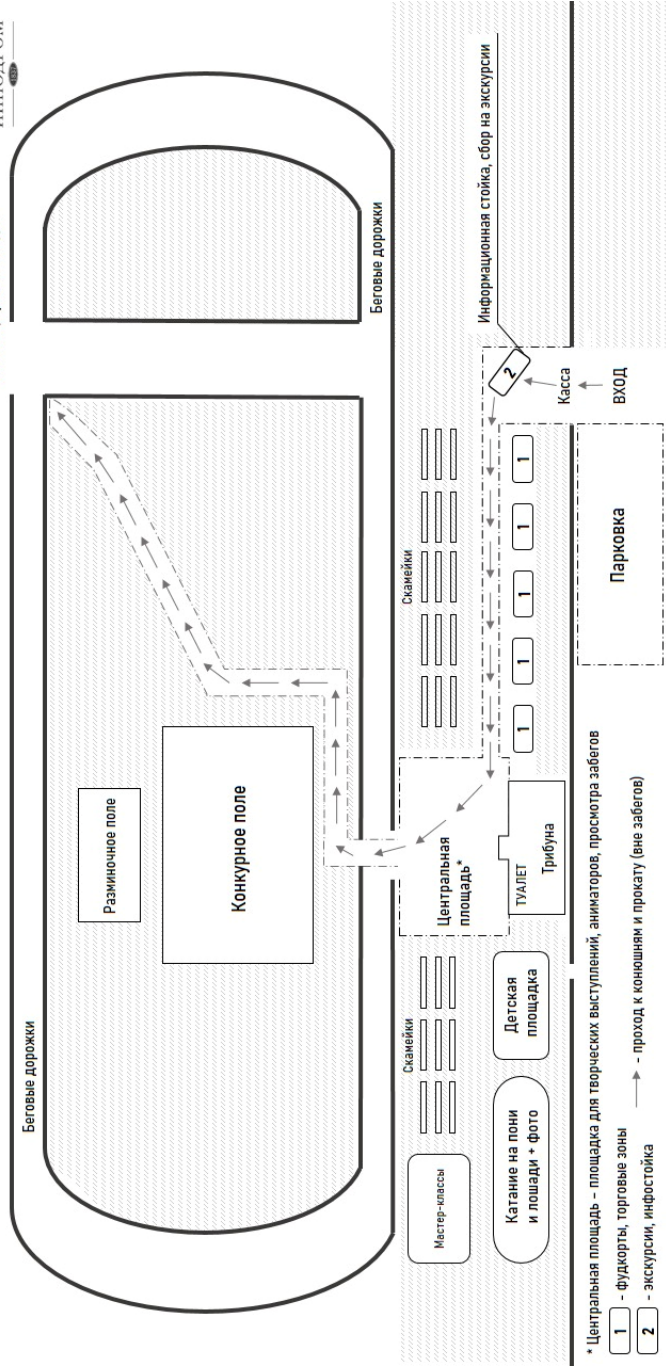 Беговые дорожки
Разминочное поле
Конкурное поле
Беговые дорожки
Скамейки
Скамейки
Мастер-классы
Центральная
площадь*
Информационная стойка, сбор на экскурсии
Катание на пони
и лошади + фото
Детская
площадка
ТУАЛЕТ
Трибуна
1
1
1
1
1
2
Касса
ВХОД
Парковка
* Центральная площадь – площадка для творческих выступлений, аниматоров, просмотра забегов
1 - фудкорты, торговые зоны
- проход к конюшням и прокату (вне забегов)
2 - экскурсии, инфостойка